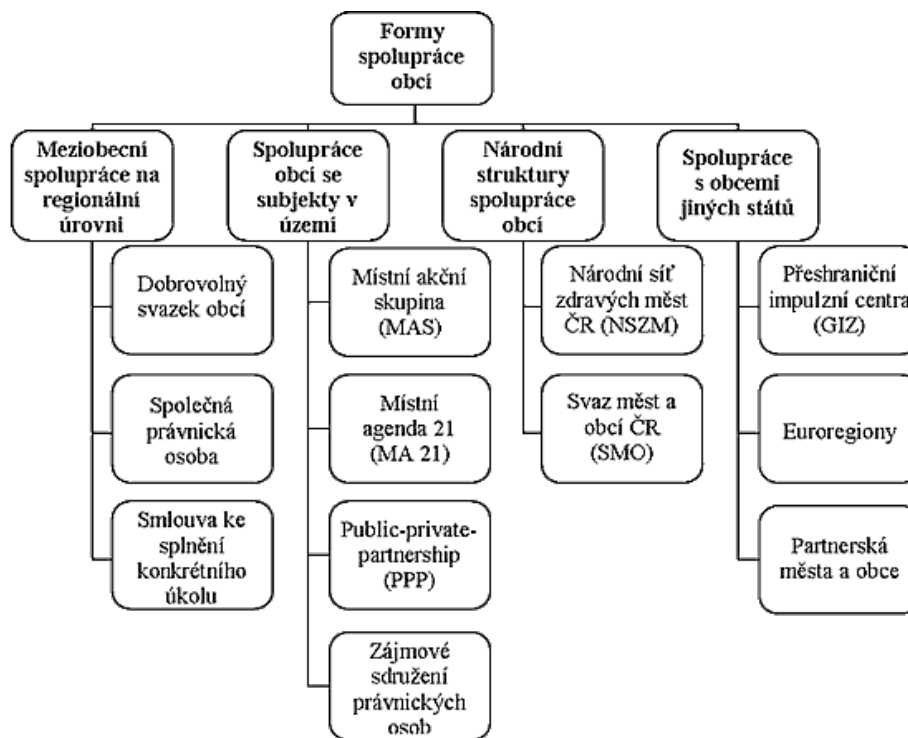 Formy
spolupráce
obcí
Meziobecní
spolupráce na
regionální
úrovni
Spolupráce
obcí se
subjekty v
území
Národní
struktury
spolupráce
obcí
Spolupráce
s obcemi
jiných států
Dobrovolný
svazek obcí
Společná
právnická
osoba
Smlouva ke
splnění
konkrétního
úkolu
Místní akční
skupina
(MAS)
Místní
agenda 21
(MA 21)
Public-private-
partnership
(PPP)
Zájmové
sdružení
právnických
osob
Národní síť
zdravých měst
ČR (NSZM)
Svaz měst a
obcí ČR
(SMO)
Přeshraniční
impulzní centra
(GIZ)
Euroregiony
Partnerská
města a obce